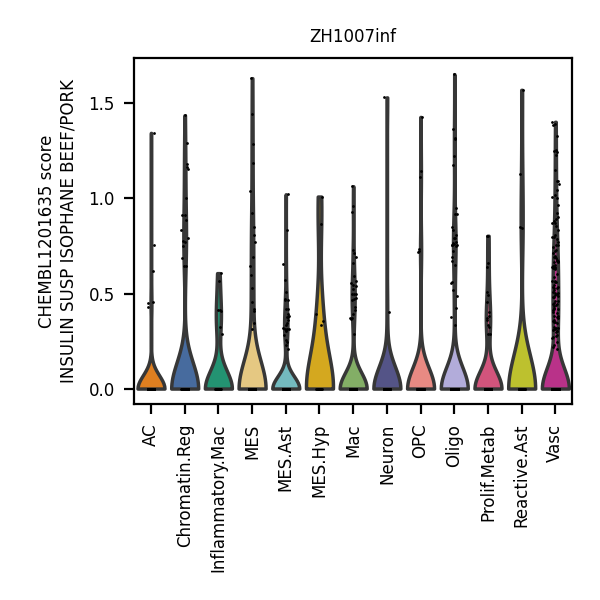 ZH1007inf
CHEMBL1201635 score
INSULIN SUSP ISOPHANE BEEF/PORK
1.5
1.0
0.5
0.0
AC
Chromatin.Reg
Inflammatory.Mac
MES
MES.Ast
MES.Hyp
Mac
Neuron
OPC
Oligo
Prolif.Metab
Reactive.Ast
Vasc